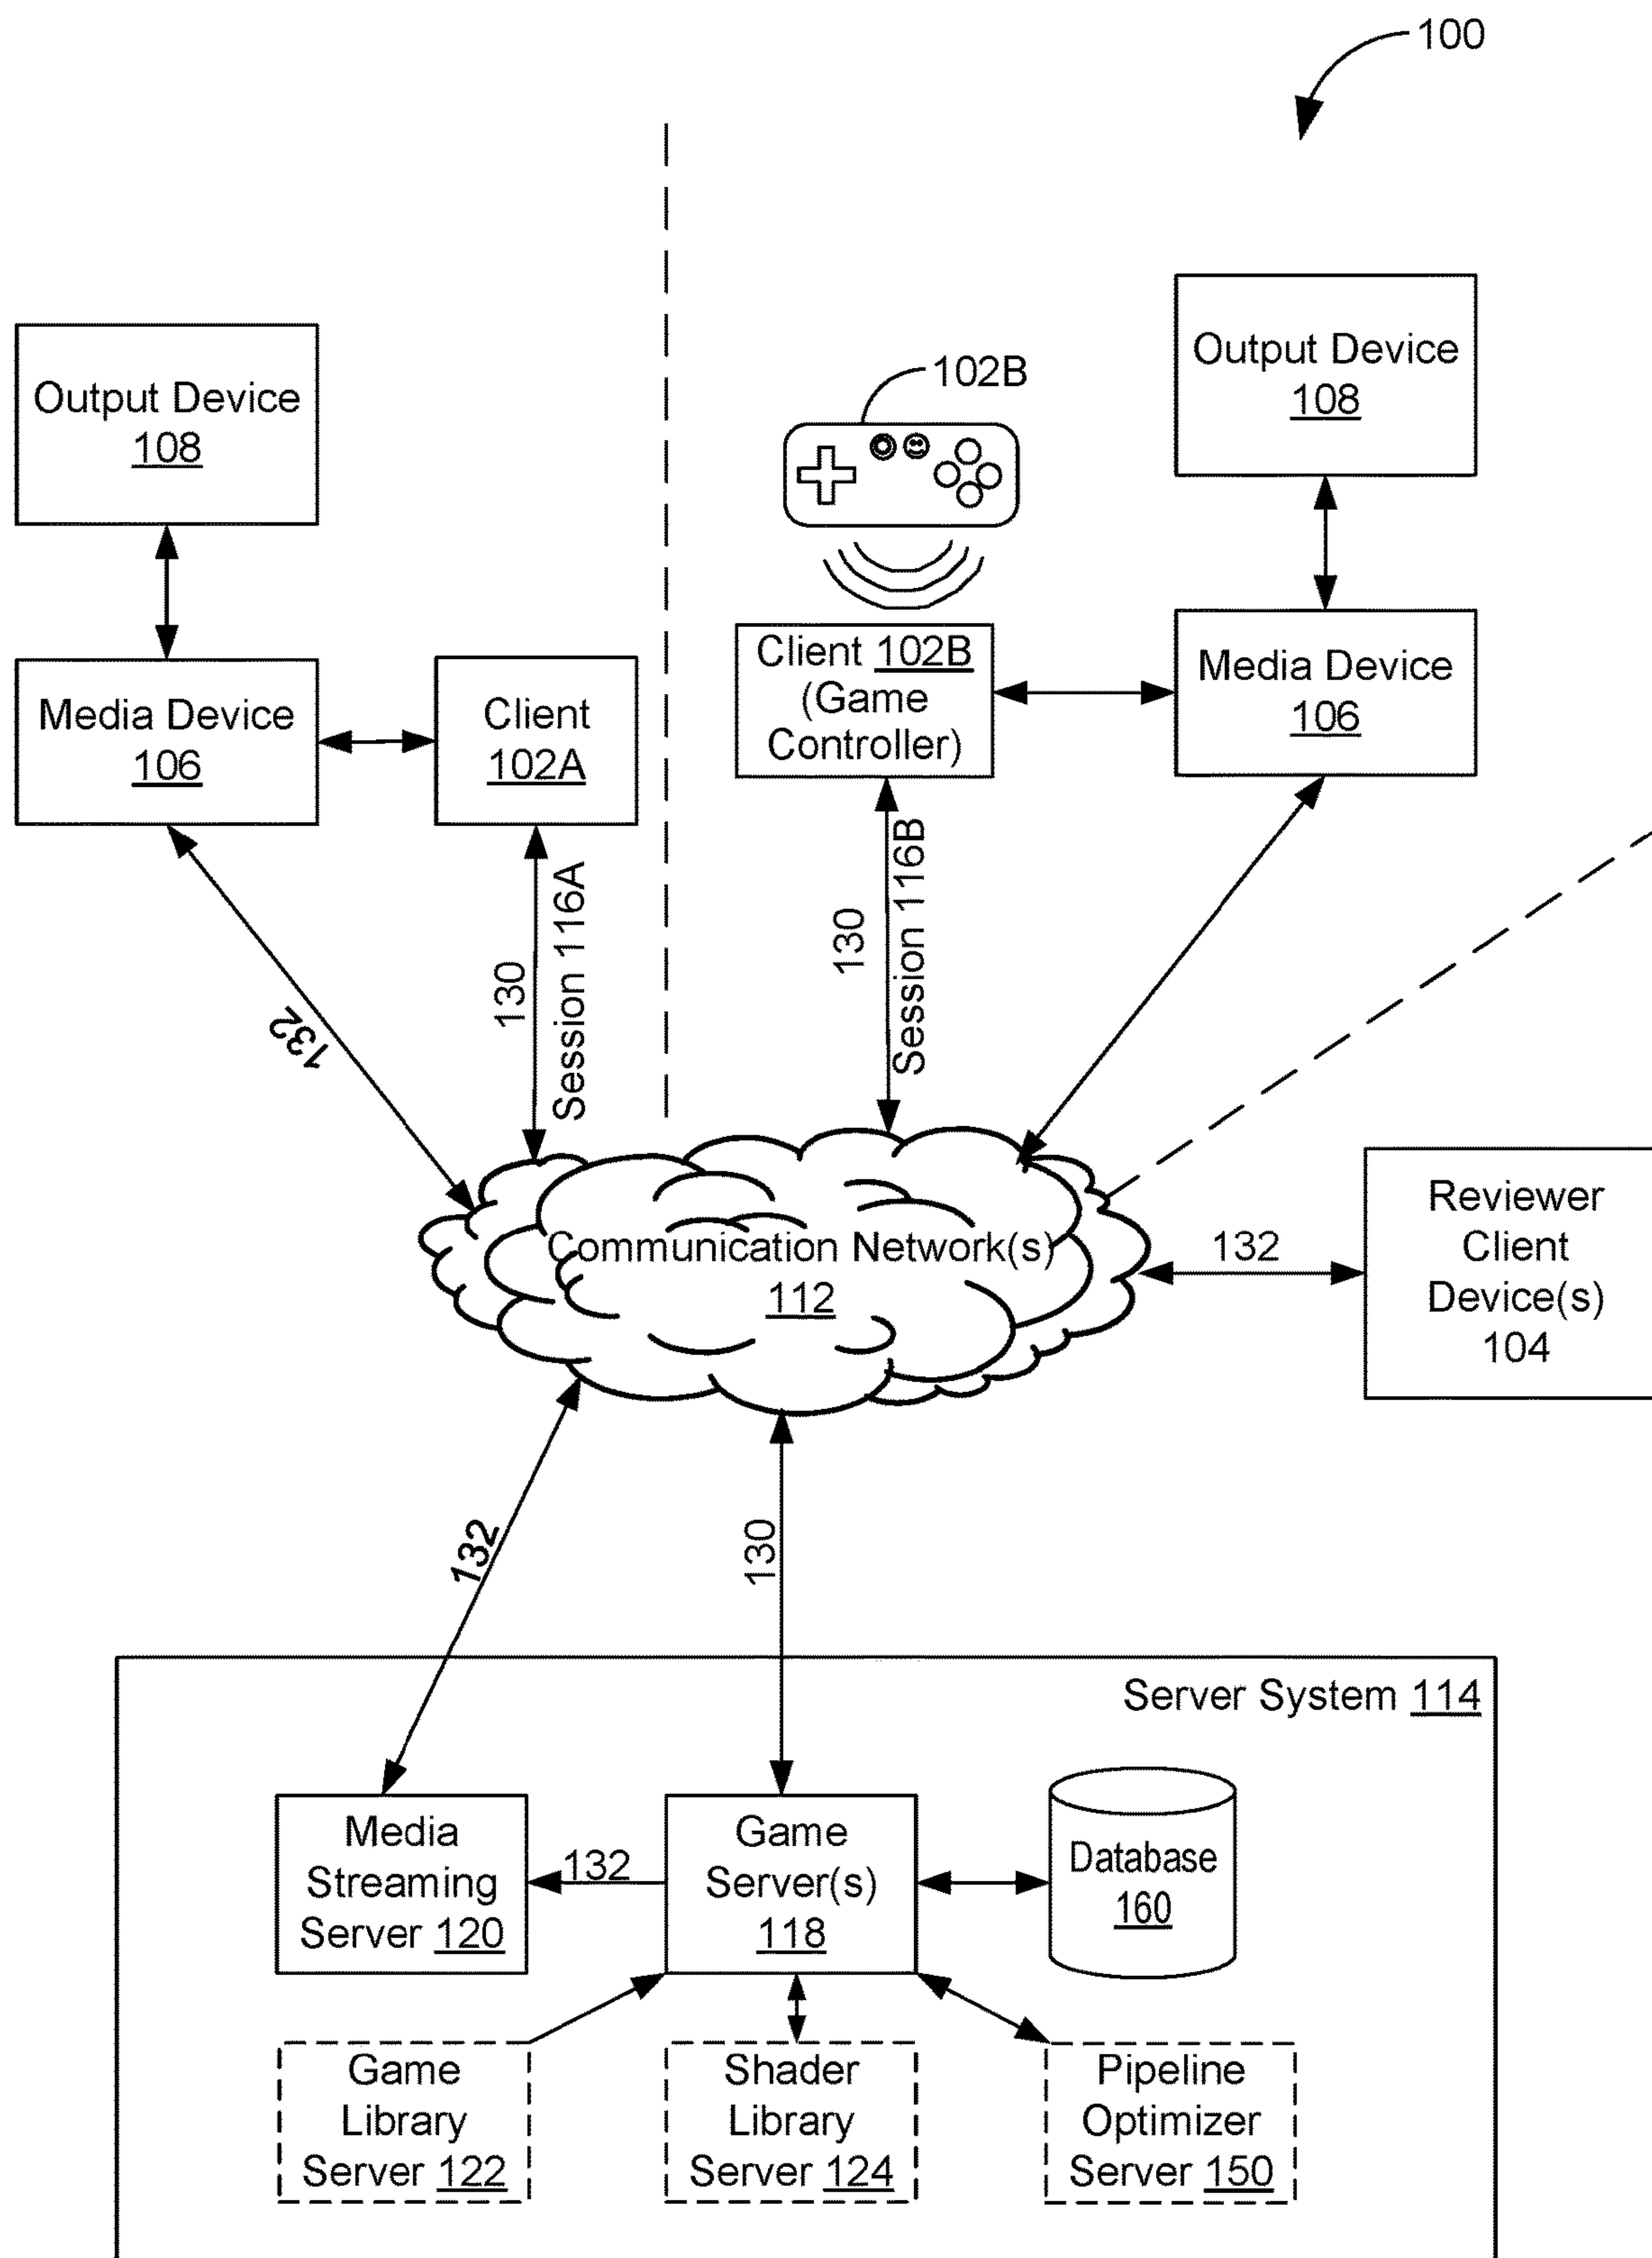 100
Output Device
108
102B
Output Device
108
Media Device
106
Client
102A
Client 102B
(Game
Controller)
Media Device
106
132
130
Session 116A
130
Session 116B
Communication Network(s)
112
132
Reviewer
Client
Device(s)
104
132
130
Server System 114
Media
Streaming
Server 120
132
Game
Server(s)
118
Database
160
Game
Library
Server 122
Shader
Library
Server 124
Pipeline
Optimizer
Server 150